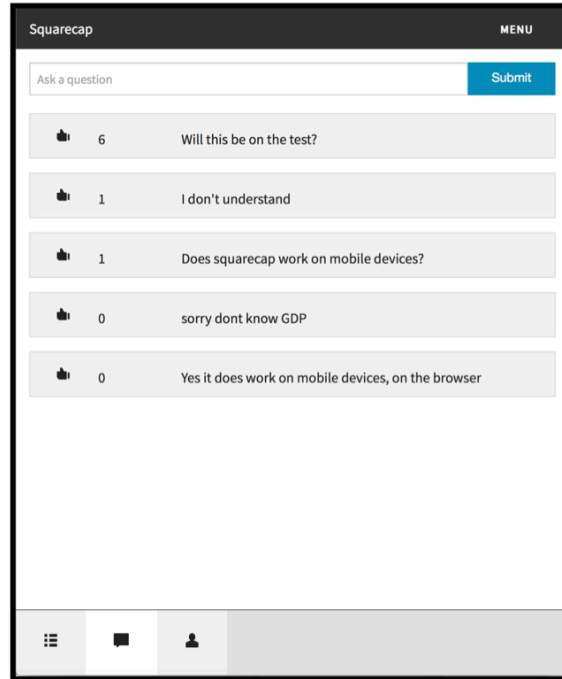 Squarecap MENU
Ask a question Submit
6 Will this be on the test?
1 I don't understand
1 Does squarecap work on mobile devices?
0 sorry dont know GDP
0 Yes it does work on mobile devices, on the browser